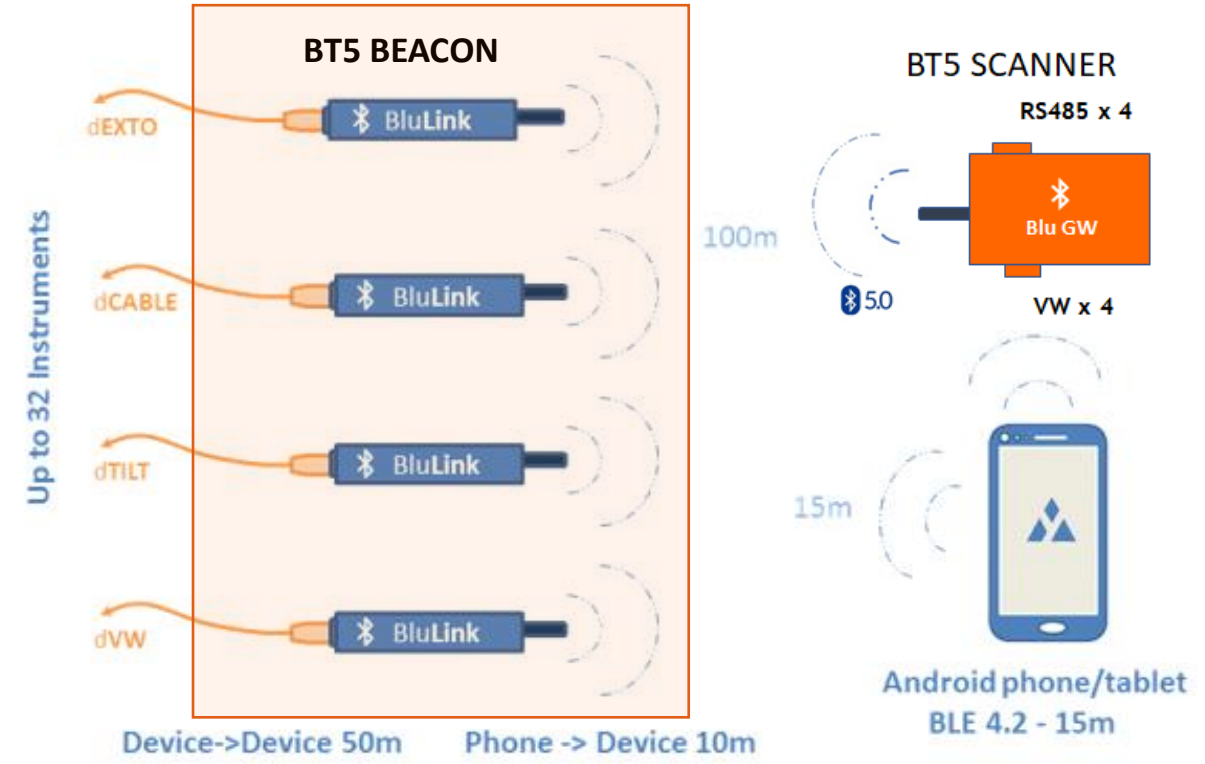 BT5 BEACON
BT5 SCANNER
RS485 x 4
dEXTO
BluLink
Up to 32 Instruments
100m
Blu GW
dCABLE
BluLink
5.0
VW x 4
dTILT
BluLink
15m
dVW
BluLink
Android phone/tablet
BLE 4.2 - 15m
Device->Device 50m
Phone -> Device 10m